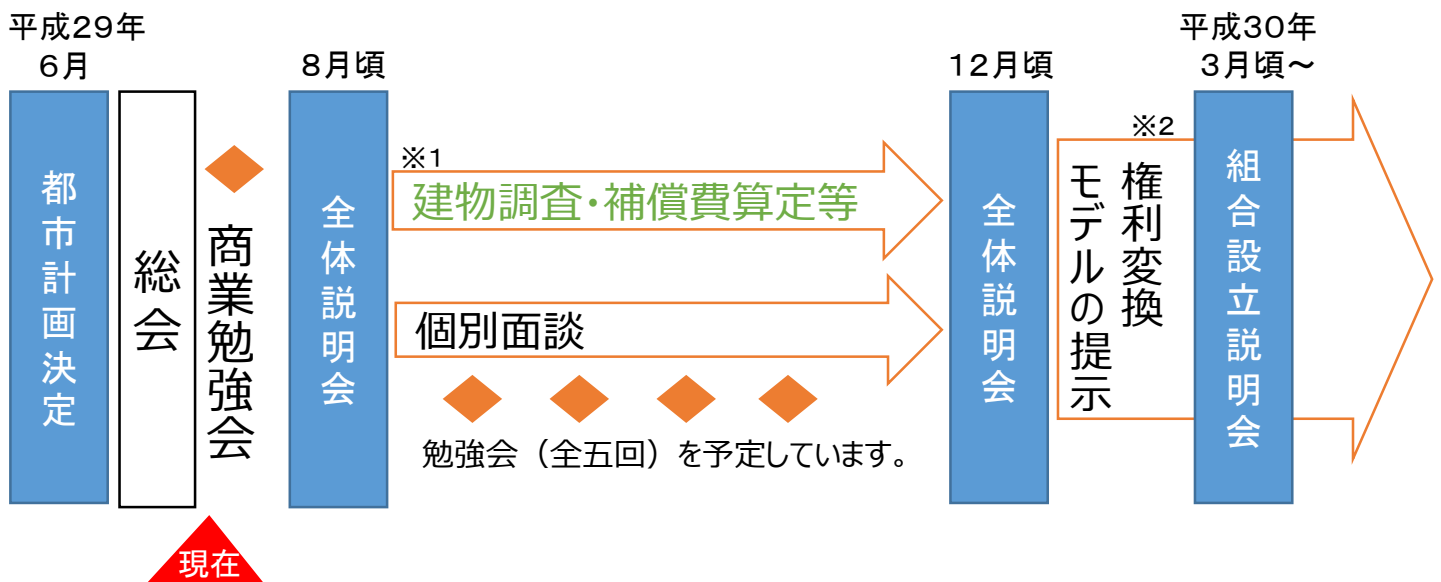 平成29年
6月
8月頃
12月頃
平成30年
3月頃～
都市計画決定
総会
商業勉強会
全体説明会
※1
建物調査・補償費算定等
個別面談
勉強会（全五回）を予定しています。
全体説明会
※2
権利変換
モデルの提示
組合設立説明会
現在